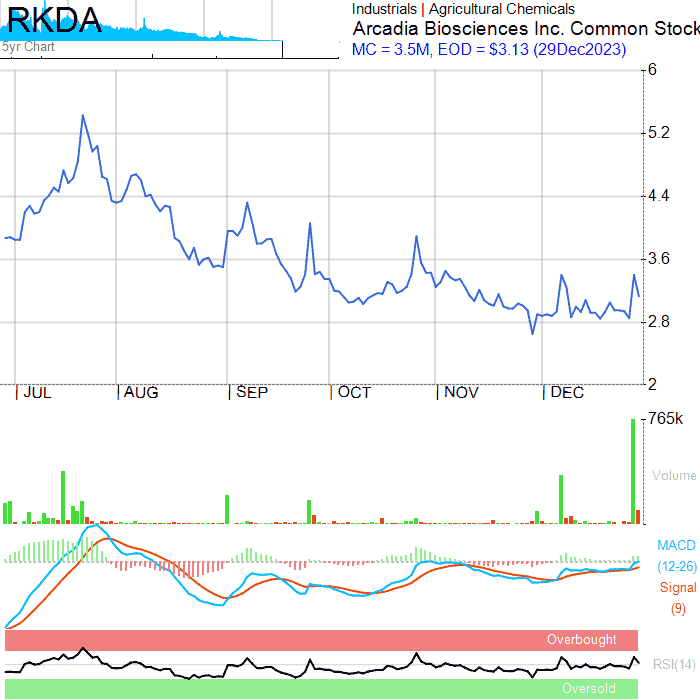 RKDA
5yr Chart
Industrials | Agricultural Chemicals
Arcadia Biosciences Inc. Common Stock
MC = 3.5M, EOD = $3.13 (29Dec2023)
6
5.2
4.4
3.6
2.8
2
JUL AUG SEP OCT NOV DEC
765k
Volume
MACD
(12-26)
Signal
(9)
Overbought
RSI(14)
Oversold